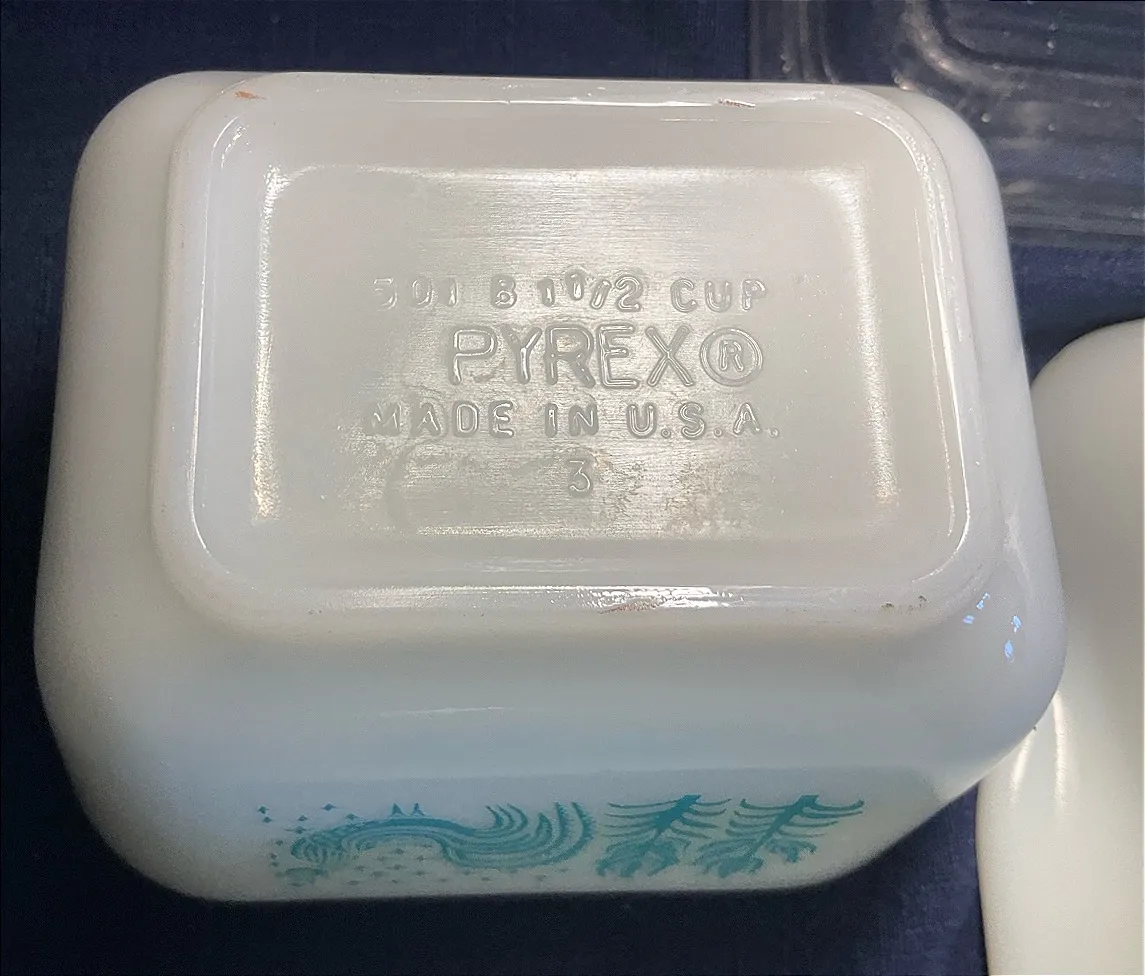 501 B 1 1/2 CUP
PYREX®
MADE IN U.S.A.
3